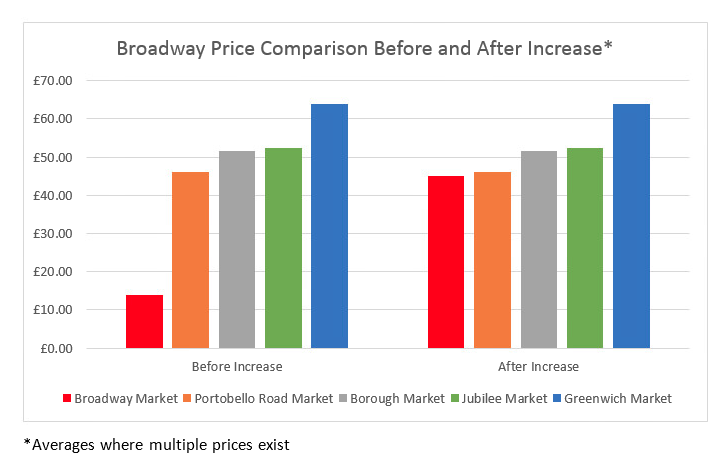 Broadway Price Comparison Before and After Increase*
£70.00
£60.00
£50.00
£40.00
£30.00
£20.00
£10.00
£0.00
Before Increase After Increase
Broadway Market Portobello Road Market Borough Market Jubilee Market Greenwich Market
*Averages where multiple prices exist